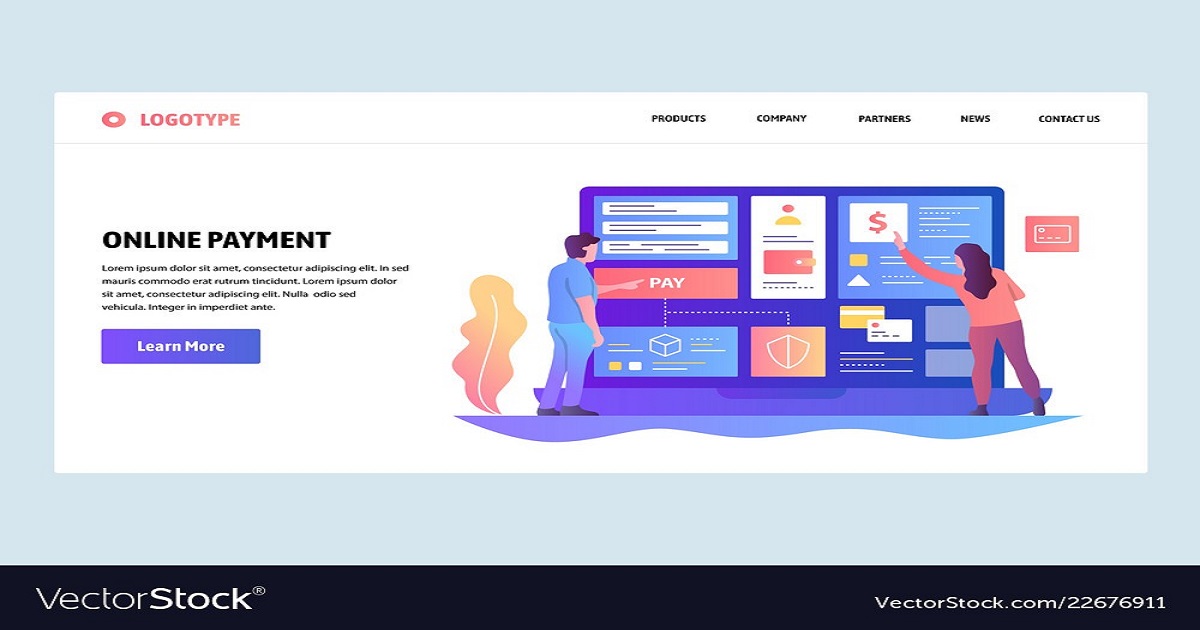 LOGOTYPE
PRODUCTS COMPANY PARTNERS NEWS CONTACT US
ONLINE PAYMENT
Lorem ipsum dolor sit amet, consectetur adipiscing elit. In sed
mauris commodo erat rutrum tincidunt. Lorem ipsum dolor
sit amet, consectetur adipiscing elit. Nulla odio sed
vehicula. Integer in imperdiet ante.
Learn More
$
PAY
VectorStock®
VectorStock.com/22676911